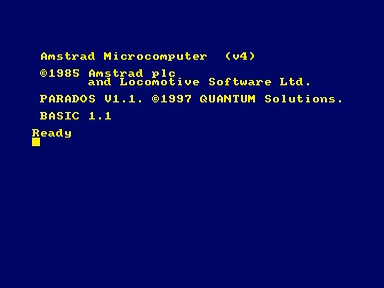 Amstrad Microcomputer (v4)
©1985 Amstrad plc
and Locomotive Software Ltd.
PARADOS V1.1. ©1997 QUANTUM Solutions.
BASIC 1.1
Ready